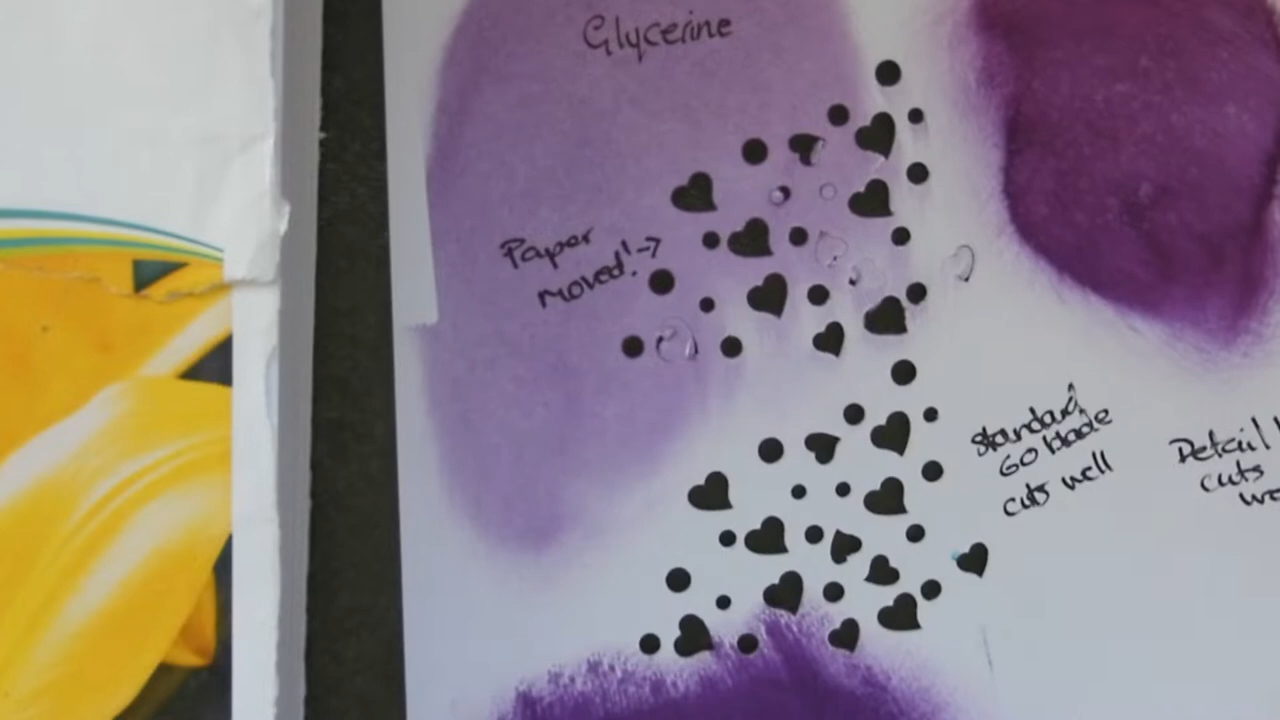 Glycerine
Paper
moved!→
Standard
60 blade
cuts well
Detail
cuts